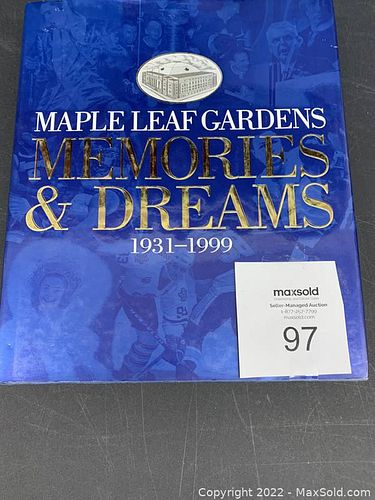 MAPLE LEAF GARDENS
MEMORIES
& DREAMS
1931–1999
maxsold
Seller-Managed Auction
1-877-257-7799
maxsold.com
97
Copyright 2022 - MaxSold.com